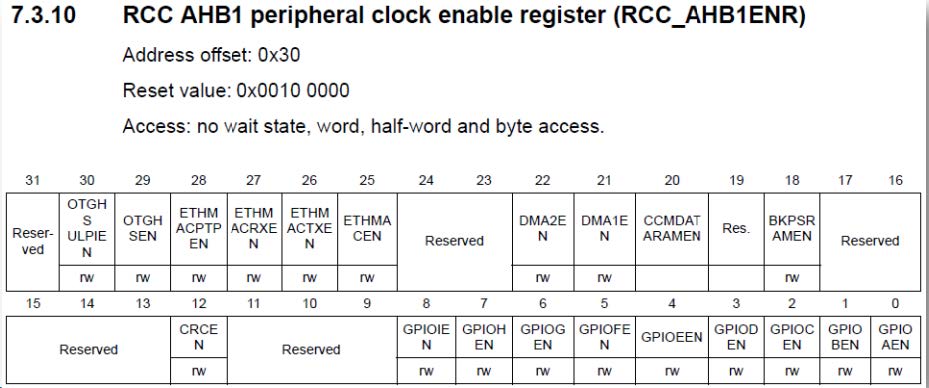 7.3.10 RCC AHB1 peripheral clock enable register (RCC_AHB1ENR)
Address offset: 0x30
Reset value: 0x0010 0000
Access: no wait state, word, half-word and byte access.
31 30 29 28 27 26 25 24 23 22 21 20 19 18 17 16
Reser-ved OTGHS ULPIEN OTGHSEN ETHMACPTPEN ETHMACRXEN ETHMACTXEN ETHMACEN Reserved DMA2EN DMA1EN CCMDATARAMEN Res. BKPSRAMEN Reserved
rw rw rw rw rw rw rw rw rw
15 14 13 12 11 10 9 8 7 6 5 4 3 2 1 0
Reserved CRCEN Reserved GPIOIEN GPIOHEN GPIOGEN GPIOFEN GPIOEEN GPIODEN GPIOCEN GPIOBEN GPIOAEN
rw rw rw rw rw rw rw rw rw rw